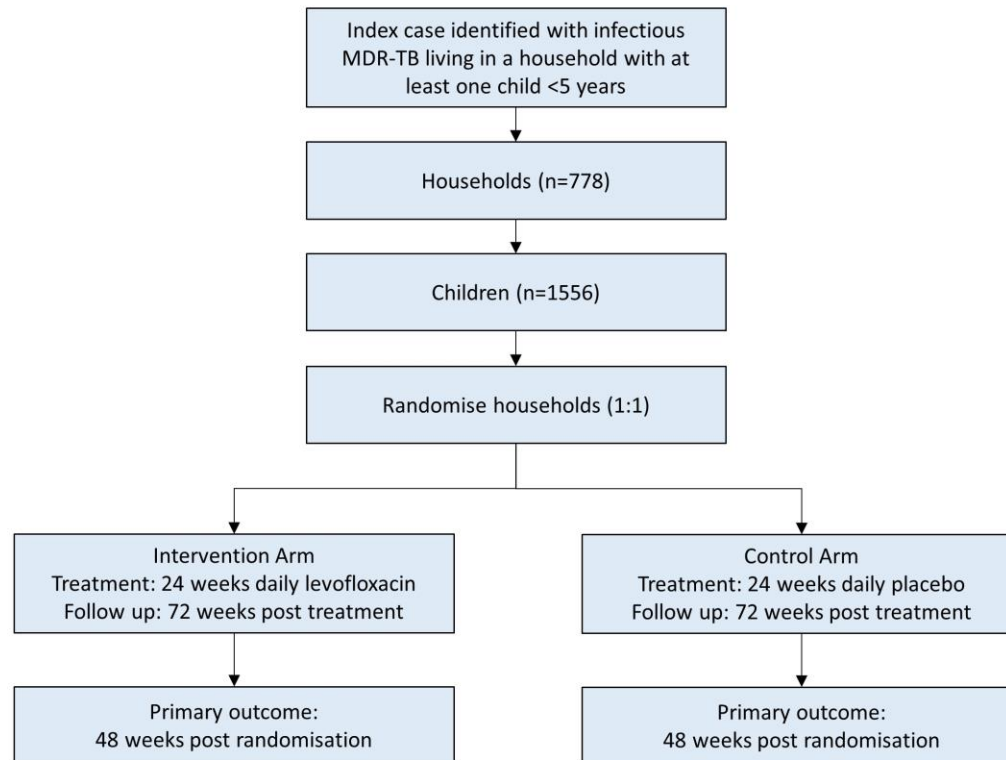 Index case identified with infectious
MDR-TB living in a household with at
least one child <5 years
Households (n=778)
Children (n=1556)
Randomise households (1:1)
Intervention Arm
Treatment: 24 weeks daily levofloxacin
Follow up: 72 weeks post treatment
Control Arm
Treatment: 24 weeks daily placebo
Follow up: 72 weeks post treatment
Primary outcome:
48 weeks post randomisation
Primary outcome:
48 weeks post randomisation